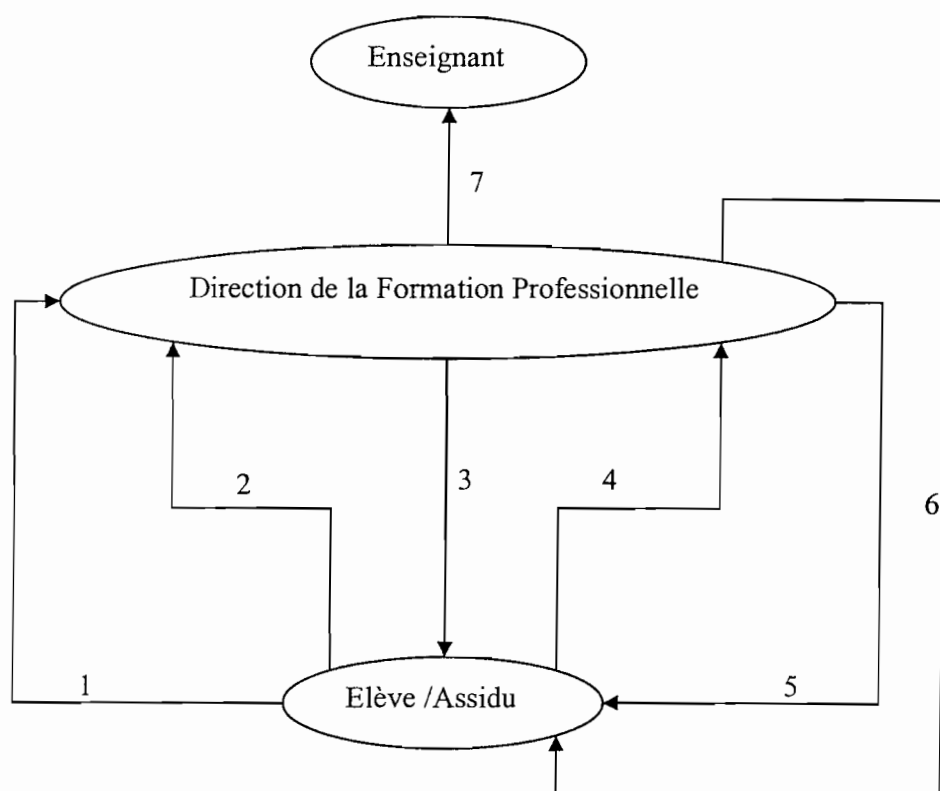 Enseignant
7
Direction de la Formation Professionnelle
2
3
4
6
1
Elève /Assidu
5